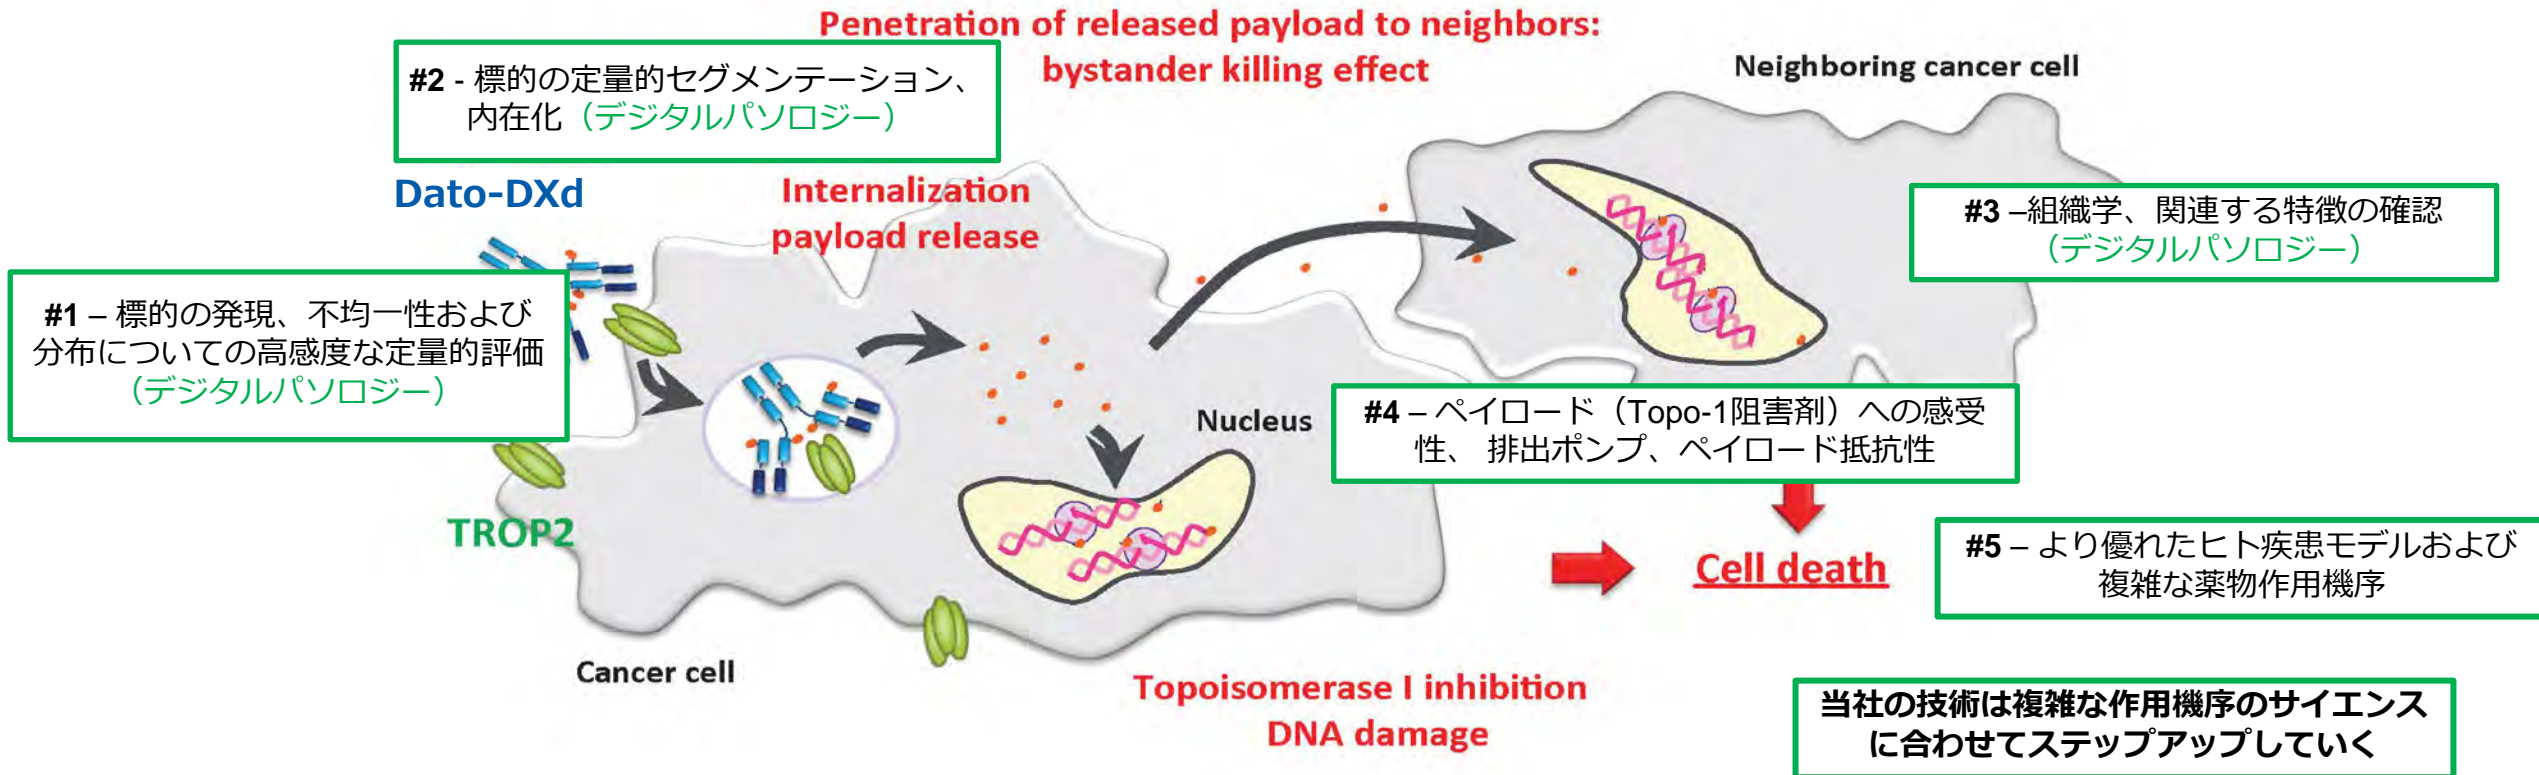 Penetration of released payload to neighbors:
bystander killing effect
#2 - 標的の定量的セグメンテーション、
内在化（デジタルパソロジー）
Neighboring cancer cell
Dato-DXd
Internalization
payload release
#3 –組織学、関連する特徴の確認
（デジタルパソロジー）
#1 – 標的の発現、不均一性および
分布についての高感度な定量的評価
（デジタルパソロジー）
Nucleus
#4 – ペイロード（Topo-1阻害剤）への感受
性、 排出ポンプ、ペイロード抵抗性
TROP2
Cell death
#5 – より優れたヒト疾患モデルおよび
複雑な薬物作用機序
Cancer cell
Topoisomerase I inhibition
DNA damage
当社の技術は複雑な作用機序のサイエンス
に合わせてステップアップしていく